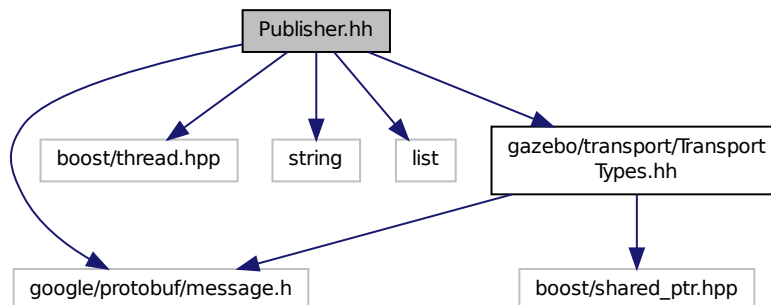 Publisher.hh
boost/thread.hpp
string
list
gazebo/transport/Transport
Types.hh
google/protobuf/message.h
boost/shared_ptr.hpp